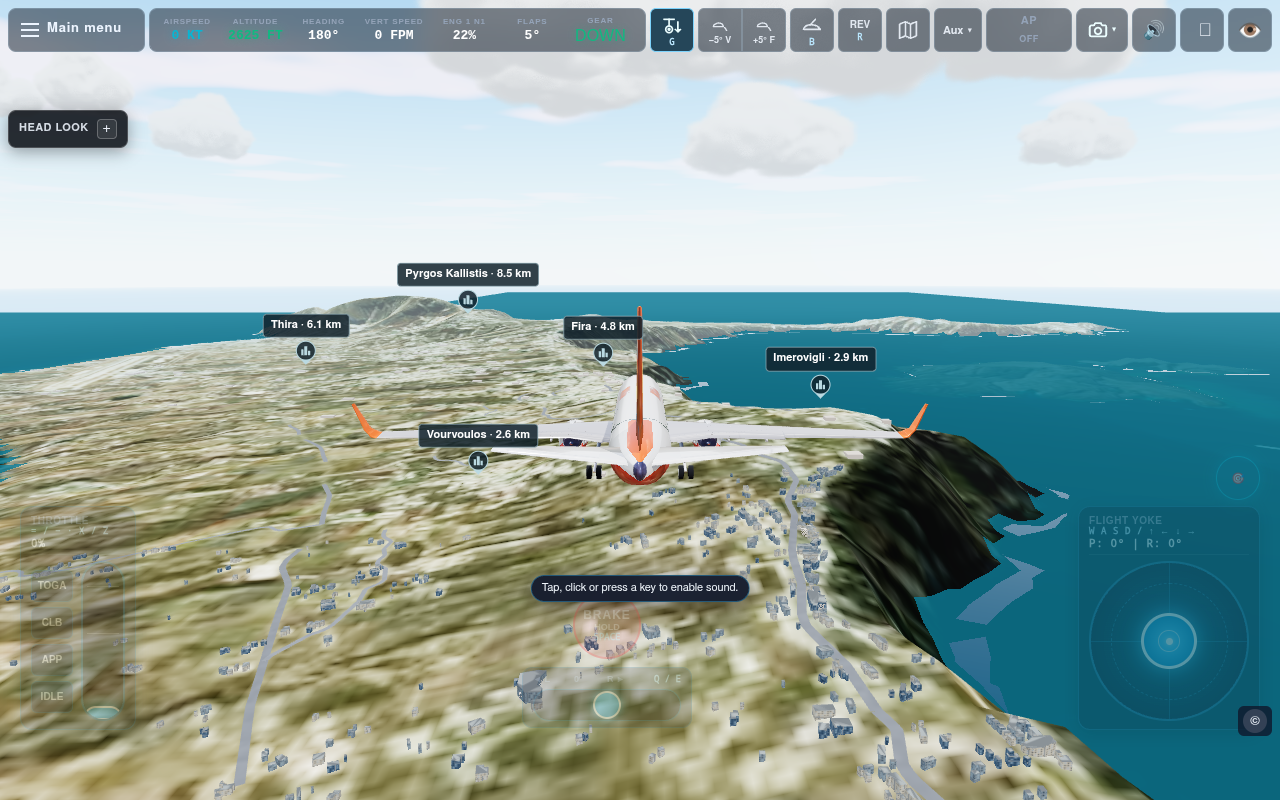 Main menu
AIRSPEED
0 KT
ALTITUDE
HEADING
180°
VERT SPEED
0 FPM
ENG 1 N1
22%
FLAPS
5°
GEAR
DOWN
G
−5° V
+5° F
B
REV
R
Aux
AP
OFF
HEAD LOOK +
Pyrgos Kallistis · 8.5 km
Thira · 6.1 km
Fira · 4.8 km
Imerovigli · 2.9 km
Vourvoulos · 2.6 km
THROTTLE
0%
TOGA
CLB
APP
IDLE
Tap, click or press a key to enable sound.
BRAKE
HOLD
Q / E
©
FLIGHT YOKE
W A S D /
P: 0° | R: 0°
©